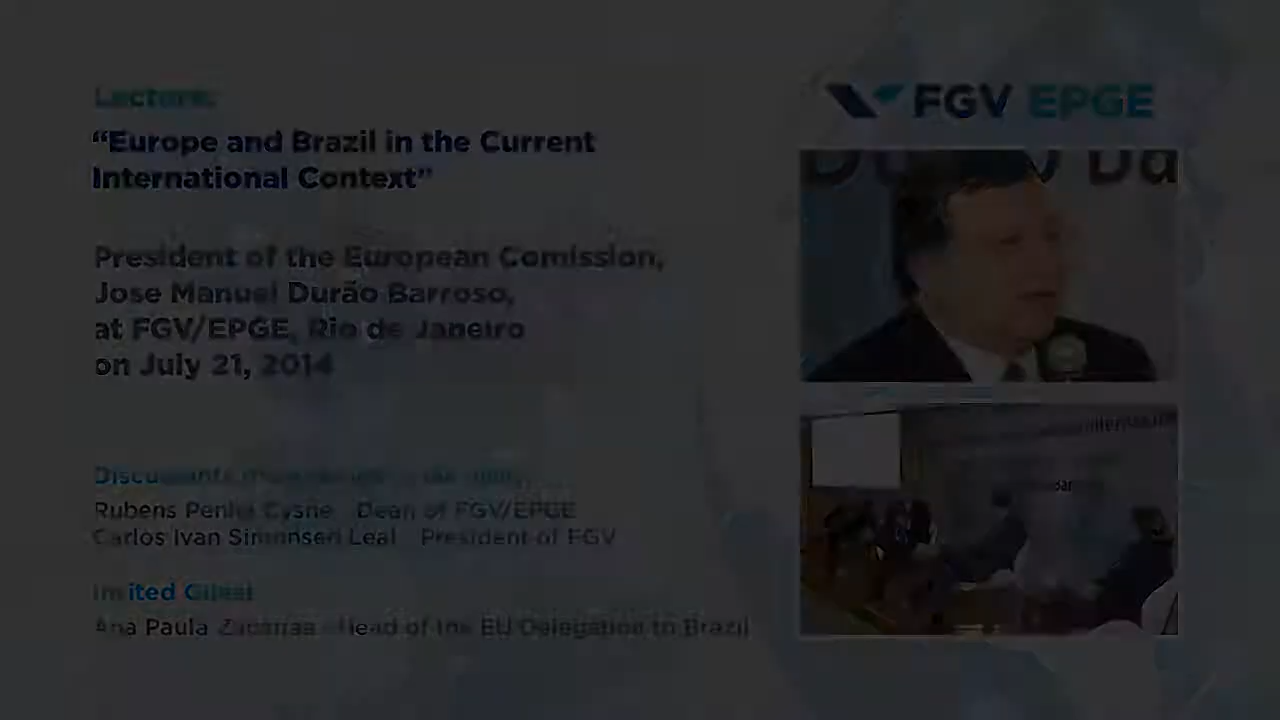 Lecture:
“Europe and Brazil in the Current
International Context”
President of the European Comission,
Jose Manuel Durão Barroso,
at FGV/EPGE, Rio de Janeiro
on July 21, 2014
Discussants
Rubens Penha Cysne Dean of FGV/EPGE
Carlos Ivan Simonsen Leal President of FGV
Invited Guest
Ana Paula Zacarias - Head of the EU Delegation to Brazil
FGV EPGE